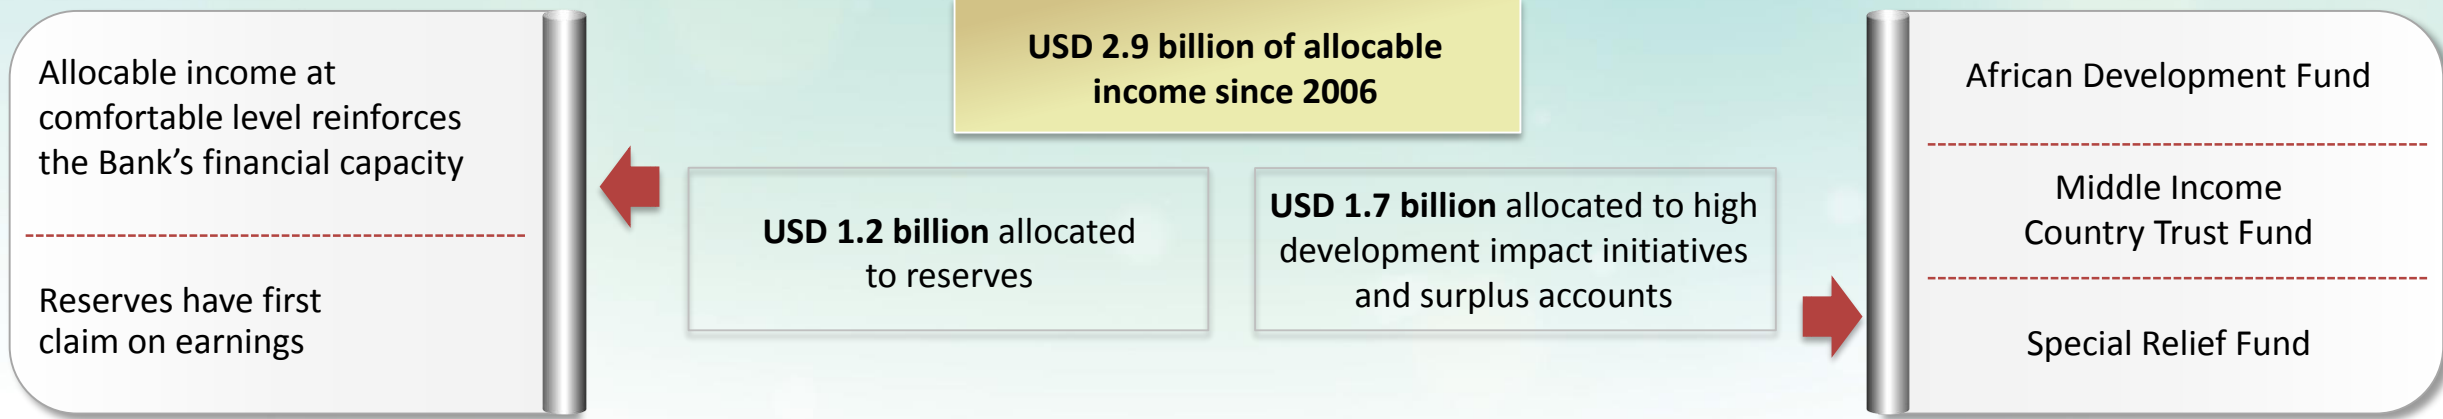 Allocable income at
comfortable level reinforces
the Bank's financial capacity
Reserves have first
claim on earnings
USD 2.9 billion of allocable
income since 2006
USD 1.2 billion allocated
to reserves
USD 1.7 billion allocated to high
development impact initiatives
and surplus accounts
African Development Fund
Middle Income
Country Trust Fund
Special Relief Fund